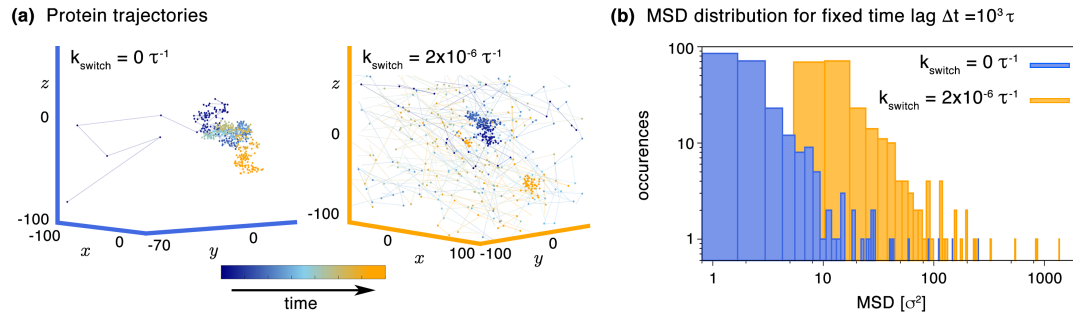 (a) Protein trajectories
k_switch = 0 τ⁻¹
z
0
-100
-100
x
0
-70
y
0
k_switch = 2x10⁻⁶ τ⁻¹
z
0
-100
0
x
100
-100
0
y
time
(b) MSD distribution for fixed time lag Δt =10³ τ
k_switch = 0 τ⁻¹
k_switch = 2x10⁻⁶ τ⁻¹
occurences
100
10
1
1
10
100
1000
MSD [σ²]